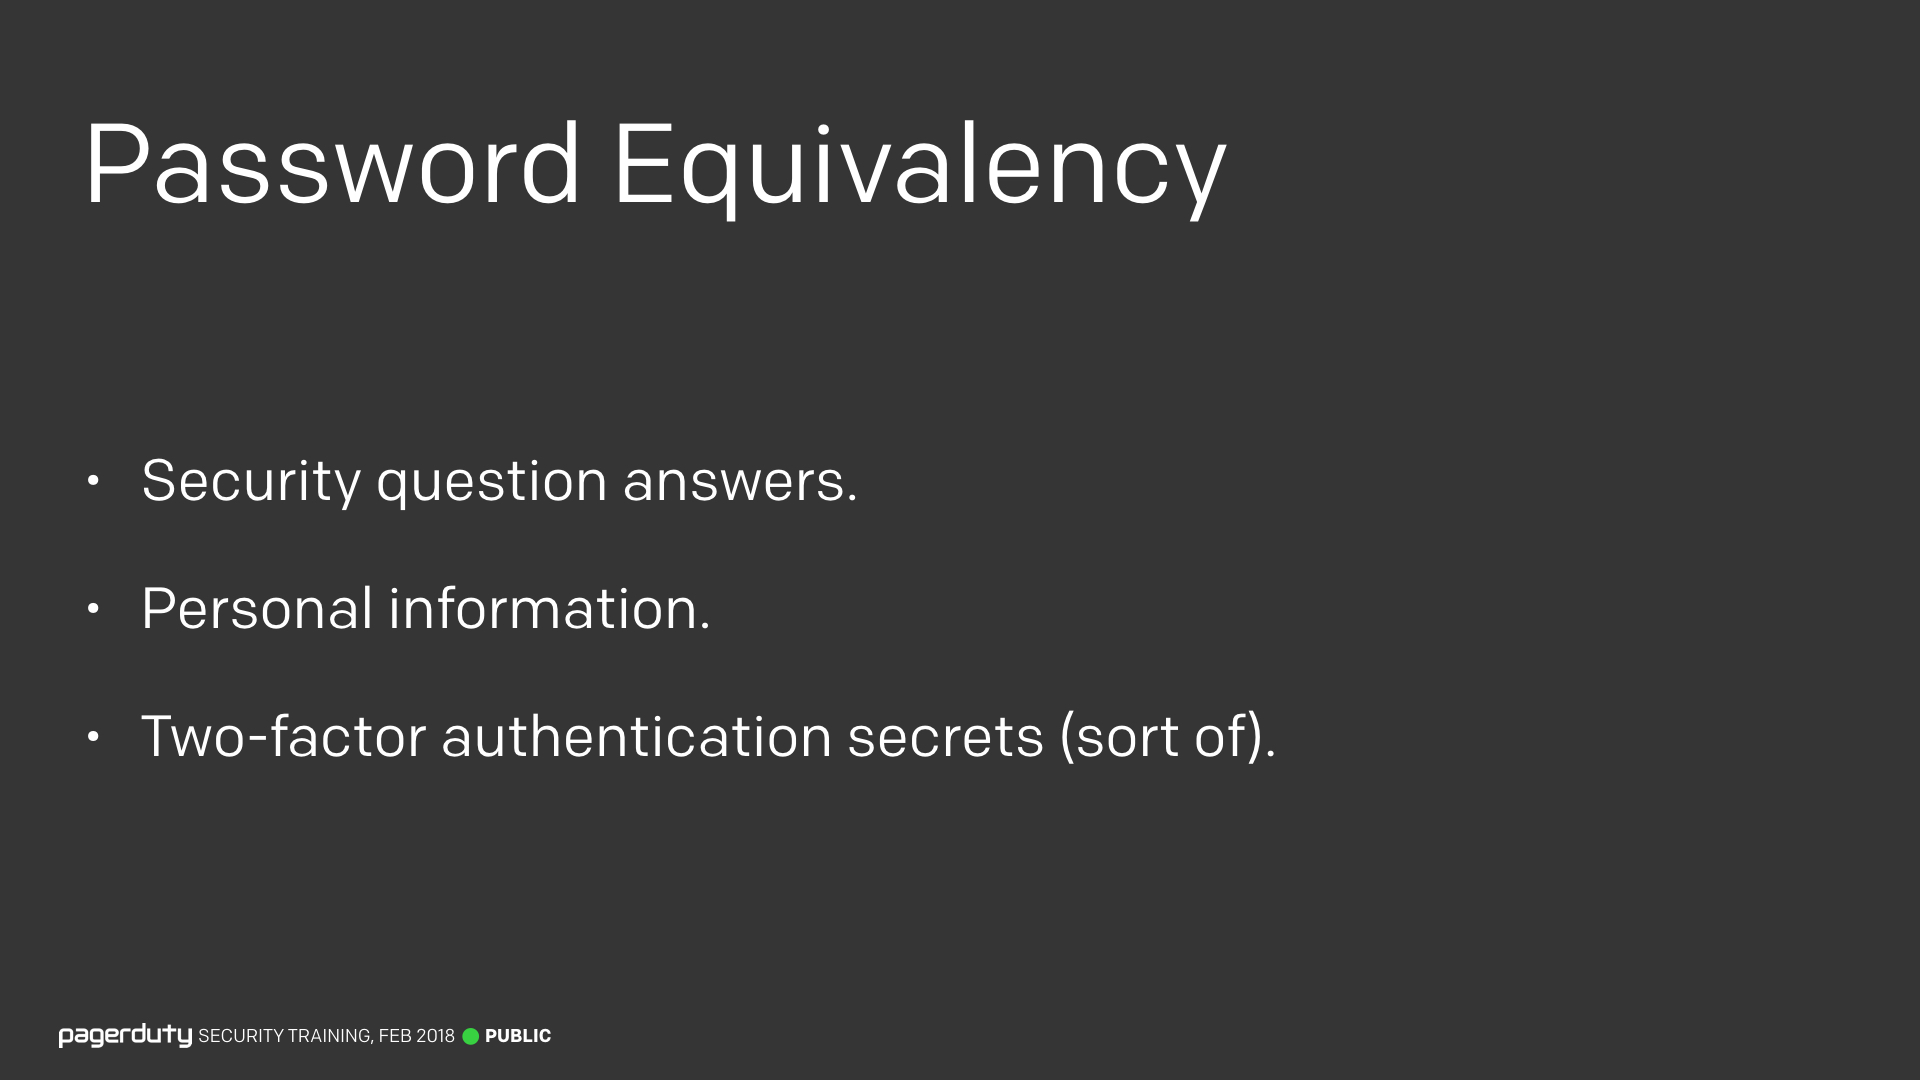 Password Equivalency
• Security question answers.
• Personal information.
• Two-factor authentication secrets (sort of).
pagerduty SECURITY TRAINING, FEB 2018 PUBLIC